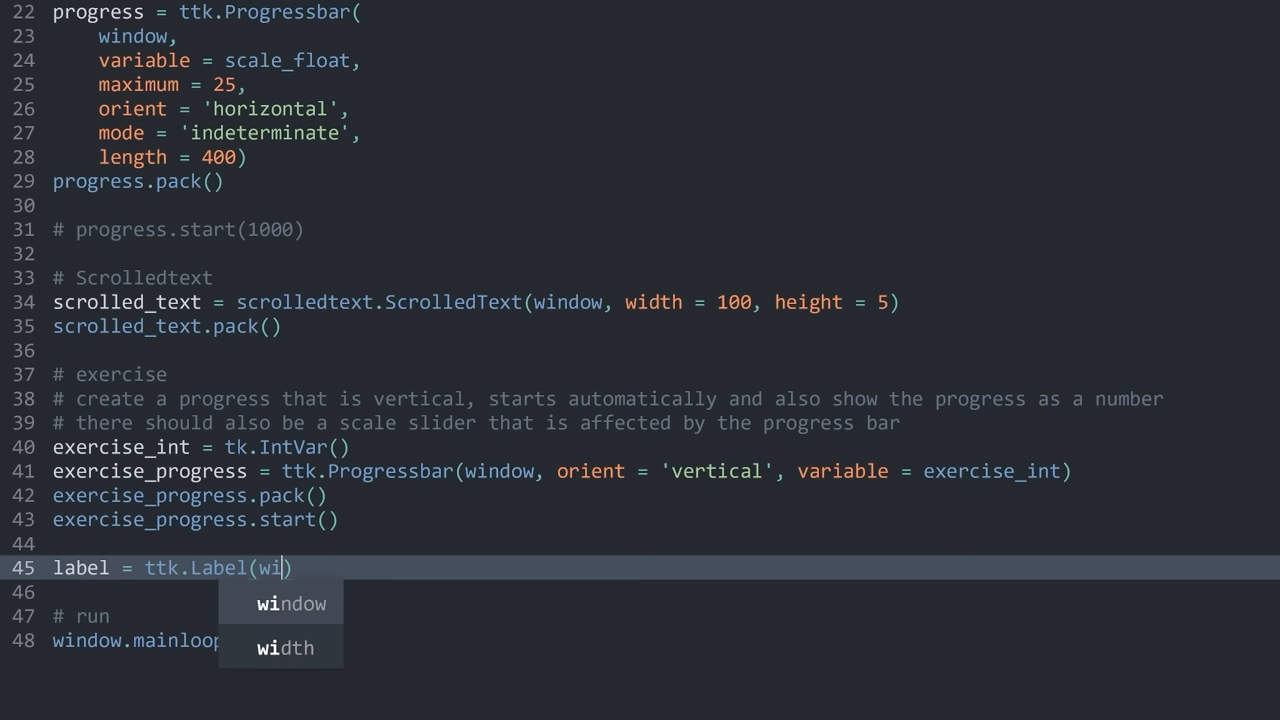 22 progress = ttk.Progressbar(
23     window,
24     variable = scale_float,
25     maximum = 25,
26     orient = 'horizontal',
27     mode = 'indeterminate',
28     length = 400)
29 progress.pack()
30
31 # progress.start(1000)
32
33 # Scrolledtext
34 scrolled_text = scrolledtext.ScrolledText(window, width = 100, height = 5)
35 scrolled_text.pack()
36
37 # exercise
38 # create a progress that is vertical, starts automatically and also show the progress as a number
39 # there should also be a scale slider that is affected by the progress bar
40 exercise_int = tk.IntVar()
41 exercise_progress = ttk.Progressbar(window, orient = 'vertical', variable = exercise_int)
42 exercise_progress.pack()
43 exercise_progress.start()
44
45 label = ttk.Label(wi)
46
window
47 # run
48 window.mainloop
width